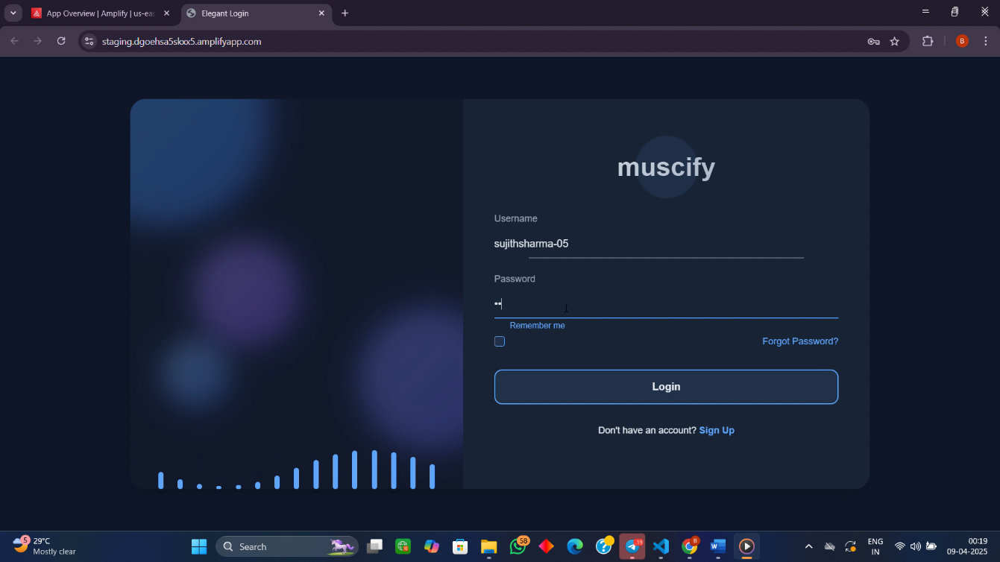 App Overview | Amplify | us-eas
Elegant Login
staging.dgoehsa5skxx5.amplifyapp.com
B
muscify
Username
sujithsharma-05
Password
Remember me
Forgot Password?
Login
Don't have an account? Sign Up
5
29°C
Mostly clear
Search
58
19
B
ENG
IN
00:19
09-04-2025